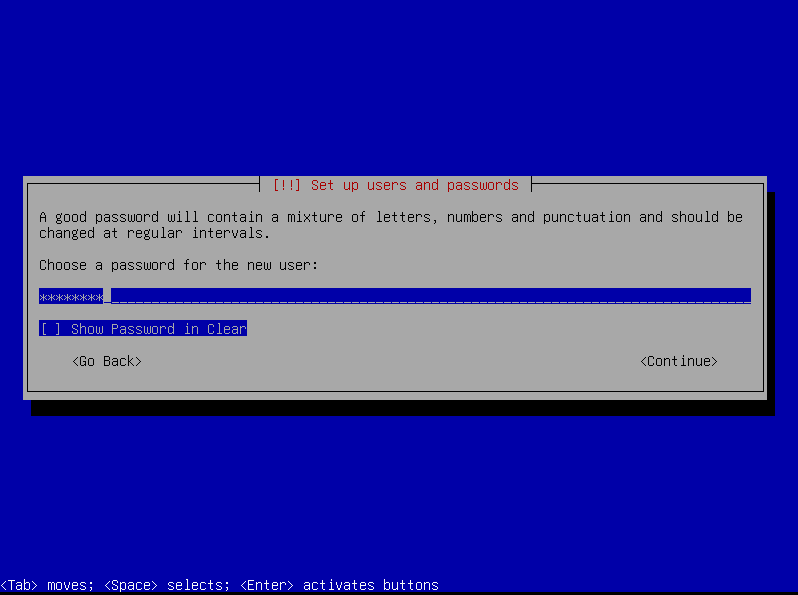 [!!] Set up users and passwords
A good password will contain a mixture of letters, numbers and punctuation and should be
changed at regular intervals.
Choose a password for the new user:
********
[ ] Show Password in Clear
<Go Back> <Continue>
<Tab> moves; <Space> selects; <Enter> activates buttons